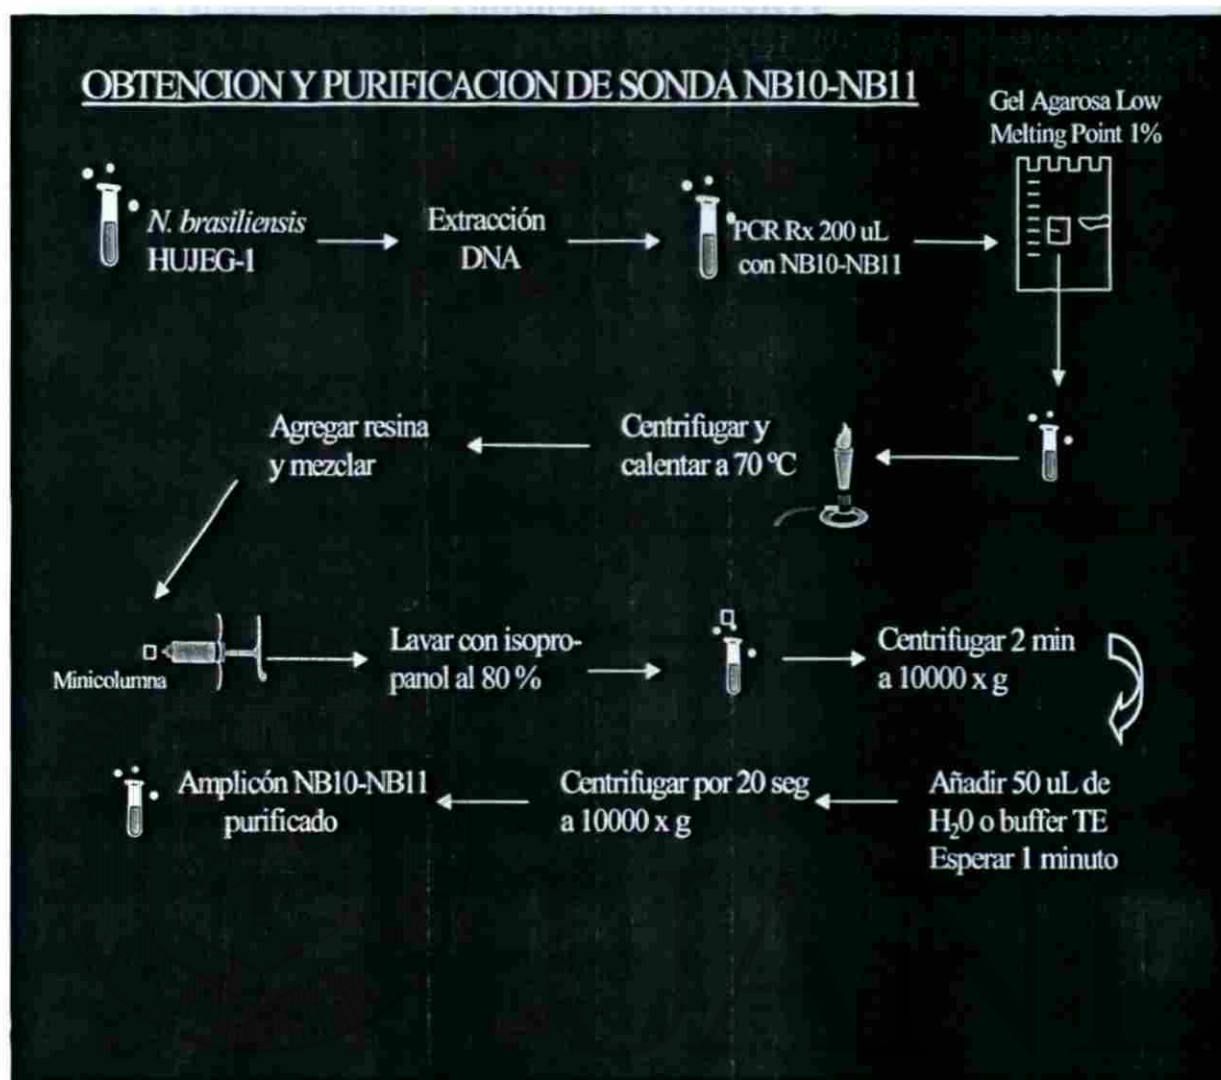 OBTENCION Y PURIFICACION DE SONDA NB10-NB11
Gel Agarosa Low
Melting Point 1%
N. brasiliensis
HUJEG-1
Extracción
DNA
PCR Rx 200 uL
con NB10-NB11
Agregar resina
y mezclar
Centrifugar y
calentar a 70 ºC
Minicolumna
Lavar con isopro-
panol al 80 %
Centrifugar 2 min
a 10000 x g
Amplicón NB10-NB11
purificado
Centrifugar por 20 seg
a 10000 x g
Añadir 50 uL de
H₂0 o buffer TE
Esperar 1 minuto